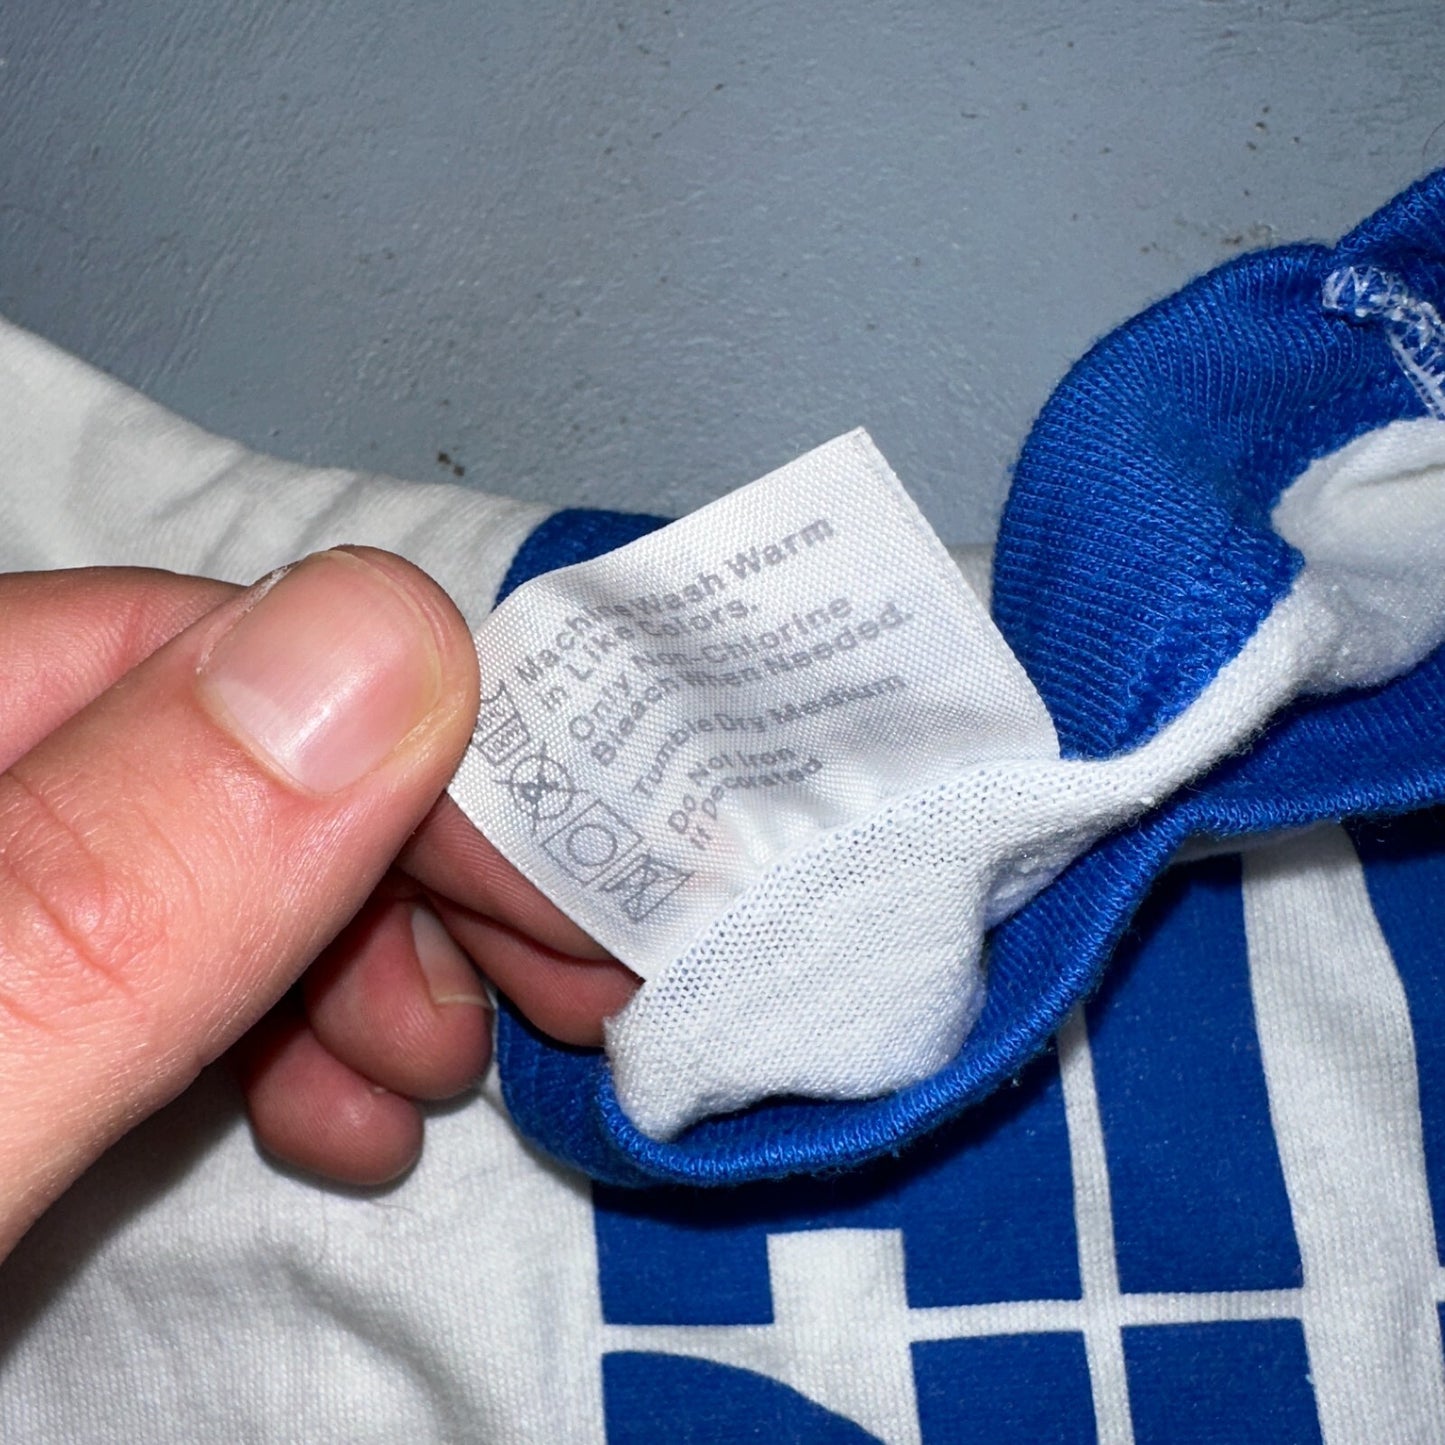 Machine Wash Warm
in Like Colors.
Only Non-Chlorine
Bleach When Needed.
Tumble Dry Medium
Do Not Iron
if Decorated